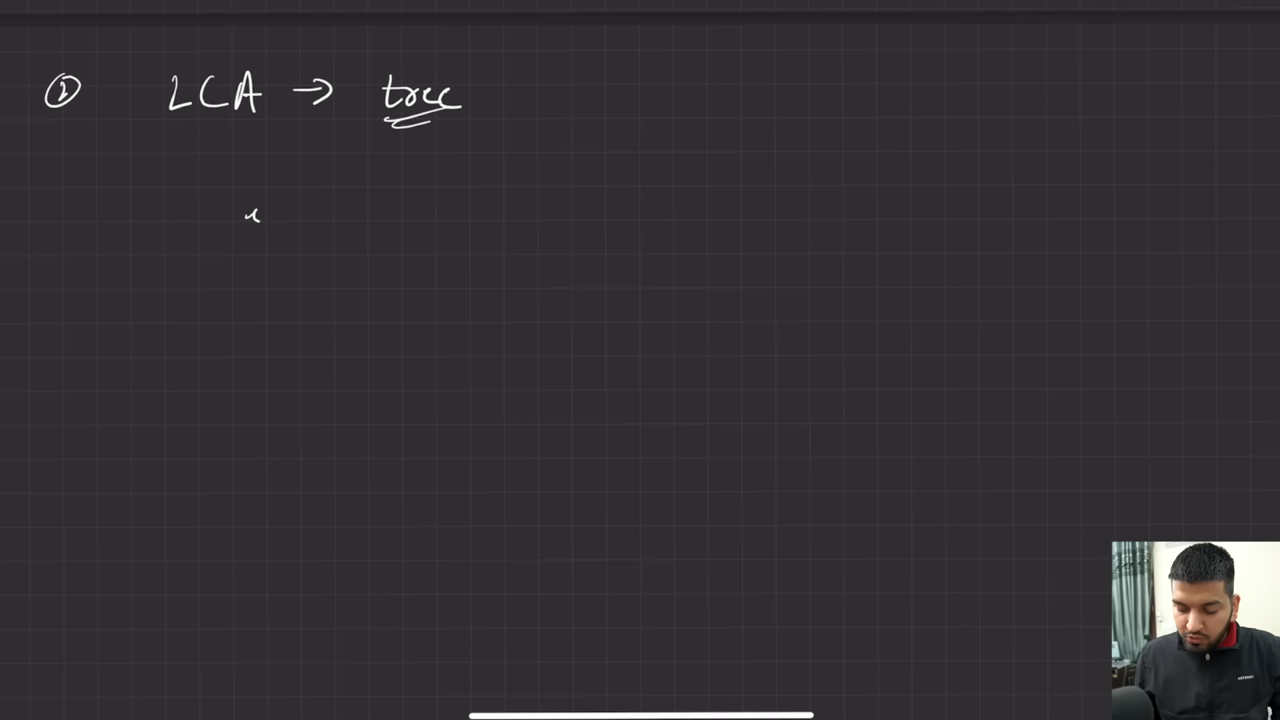 ① LCA → tree